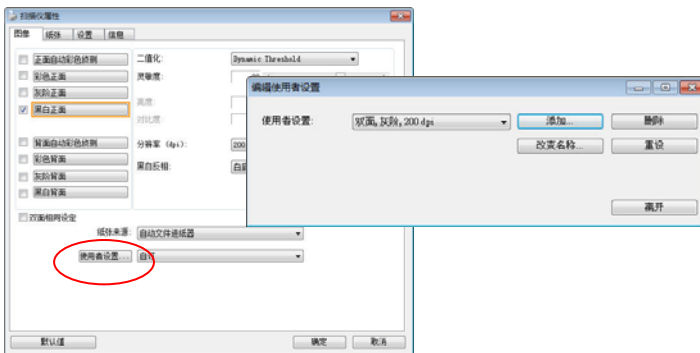 扫描仪属性
图像 纸张 设置 信息
正面自动彩色侦测
彩色正面
灰阶正面
黑白正面
背面自动彩色侦测
彩色背面
灰阶背面
黑白背面
二值化: Dynamic Threshold
灵敏度:
亮度:
对比度:
分辨率 (dpi): 200
黑白反相:
双面相同设定
纸张来源: 自动文件进纸器
使用者设置... 自订
默认值 确定 取消
编辑使用者设置
使用者设置: 双面,灰阶,200 dpi 添加... 删除
改变名称... 重设
离开